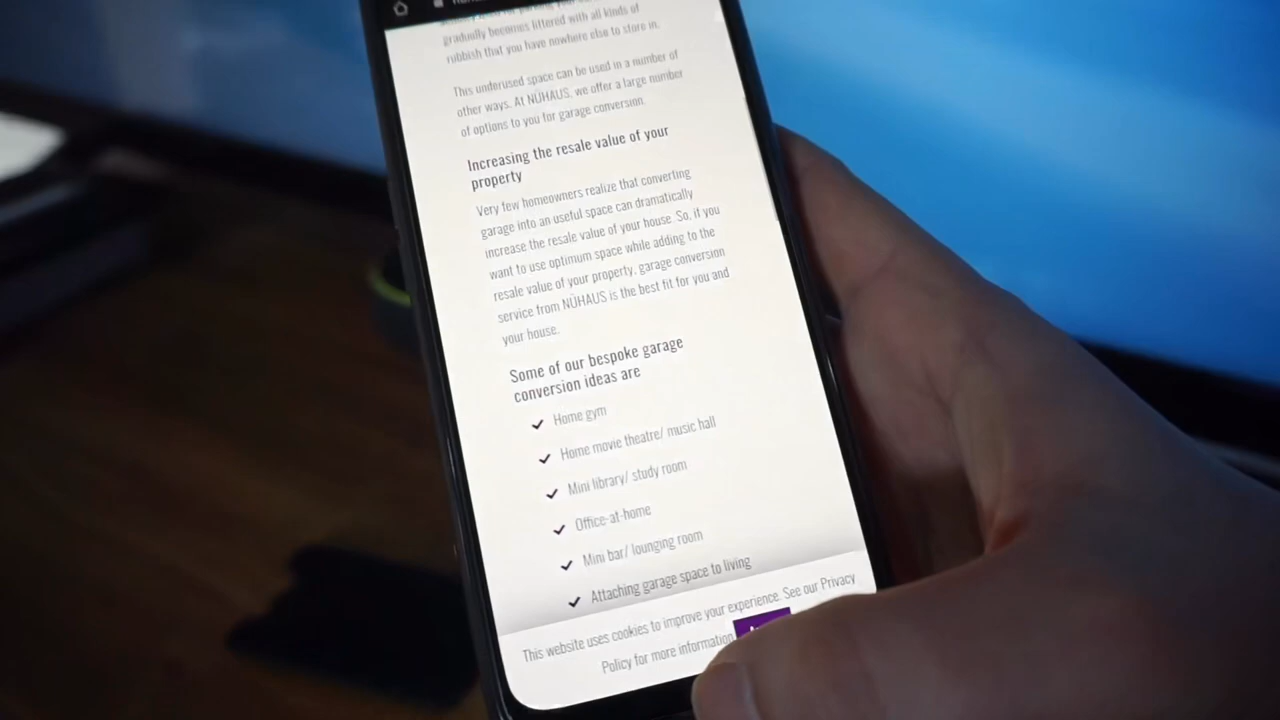 gradually becomes littered with all kinds of
rubbish that you have nowhere else to store in.
This underused space can be used in a number of
other ways. At NÜHAUS, we offer a large number
of options to you for garage conversion.
Increasing the resale value of your
property
Very few homeowners realize that converting
garage into an useful space can dramatically
increase the resale value of your house. So, if you
want to use optimum space while adding to the
resale value of your property, garage conversion
service from NÜHAUS is the best fit for you and
your house.
Some of our bespoke garage
conversion ideas are
Home gym
Home movie theatre/ music hall
Mini library/ study room
Office-at-home
Mini bar/ lounging room
Attaching garage space to living
This website uses cookies to improve your experience. See our Privacy
Policy for more information